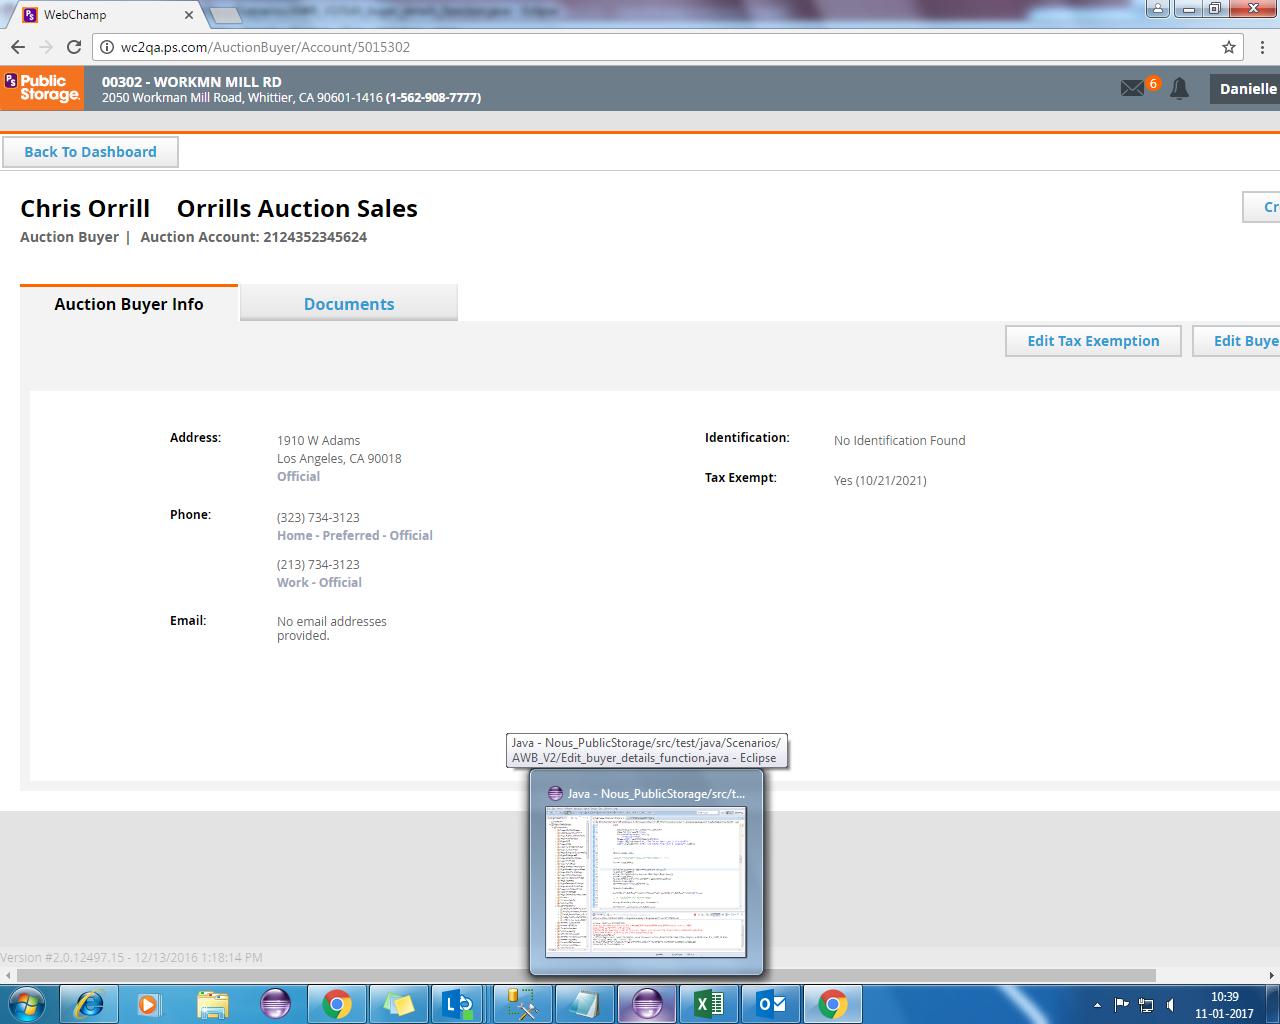 WebChamp
wc2qa.ps.com/AuctionBuyer/Account/5015302
PS Public Storage.
00302 - WORKMN MILL RD
2050 Workman Mill Road, Whittier, CA 90601-1416 (1-562-908-7777)
6
Danielle
Back To Dashboard
Chris Orrill Orrills Auction Sales
Cr
Auction Buyer | Auction Account: 2124352345624
Auction Buyer Info
Documents
Edit Tax Exemption
Edit Buye
Address:
1910 W Adams
Los Angeles, CA 90018
Official
Identification:
No Identification Found
Tax Exempt:
Yes (10/21/2021)
Phone:
(323) 734-3123
Home - Preferred - Official
(213) 734-3123
Work - Official
Email:
No email addresses
provided.
Java - Nous_PublicStorage/src/test/java/Scenarios/
AWB_V2/Edit_buyer_details_function.java - Eclipse
Java - Nous_PublicStorage/src/t...
Version #2.0.12497.15 - 12/13/2016 1:18:14 PM
10:39
11-01-2017